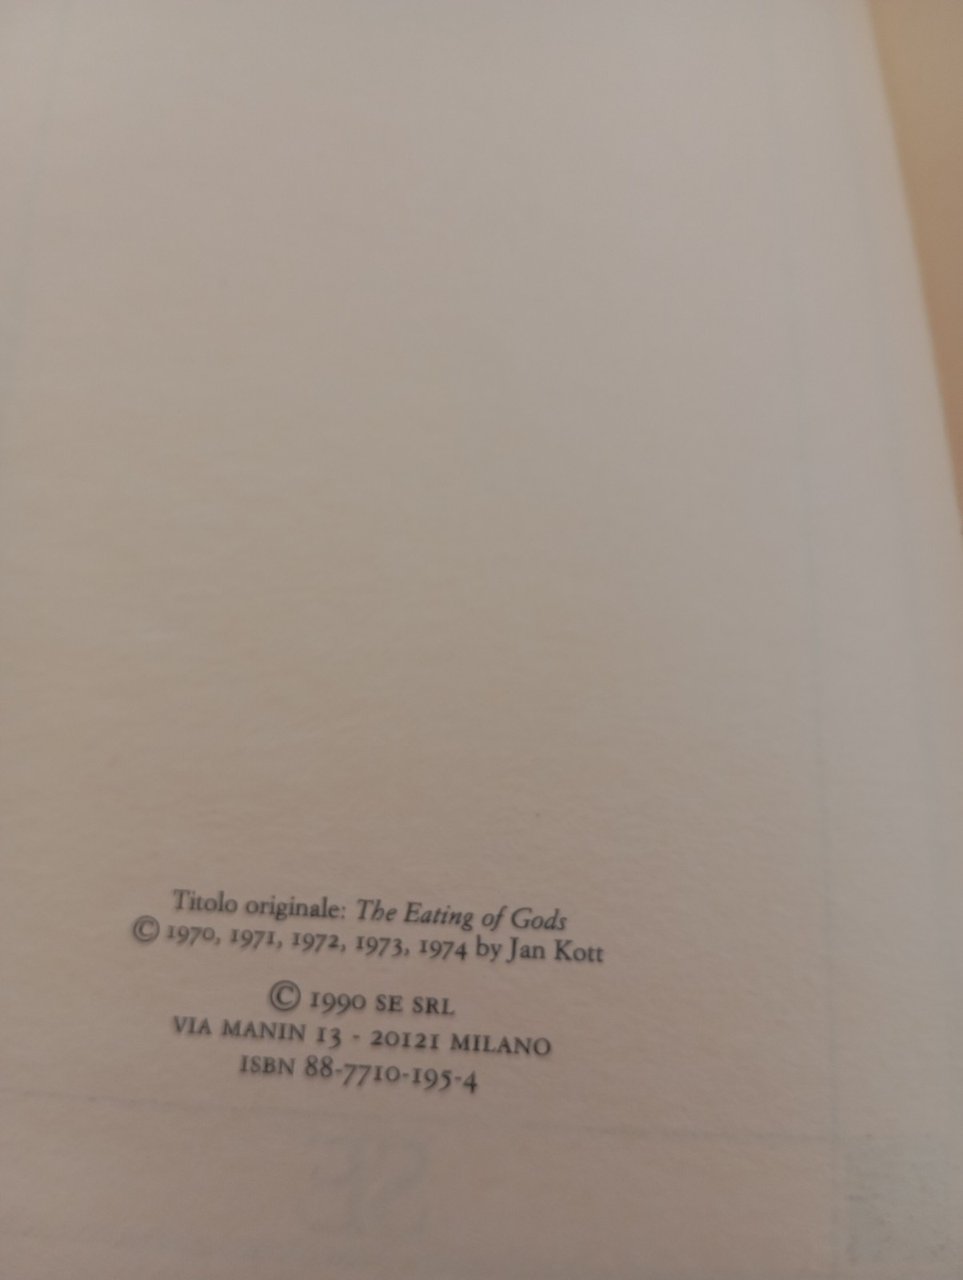 Titolo originale: The Eating of Gods
© 1970, 1971, 1972, 1973, 1974 by Jan Kott
© 1990 SE SRL
VIA MANIN 13 - 20121 MILANO
ISBN 88-7710-195-4